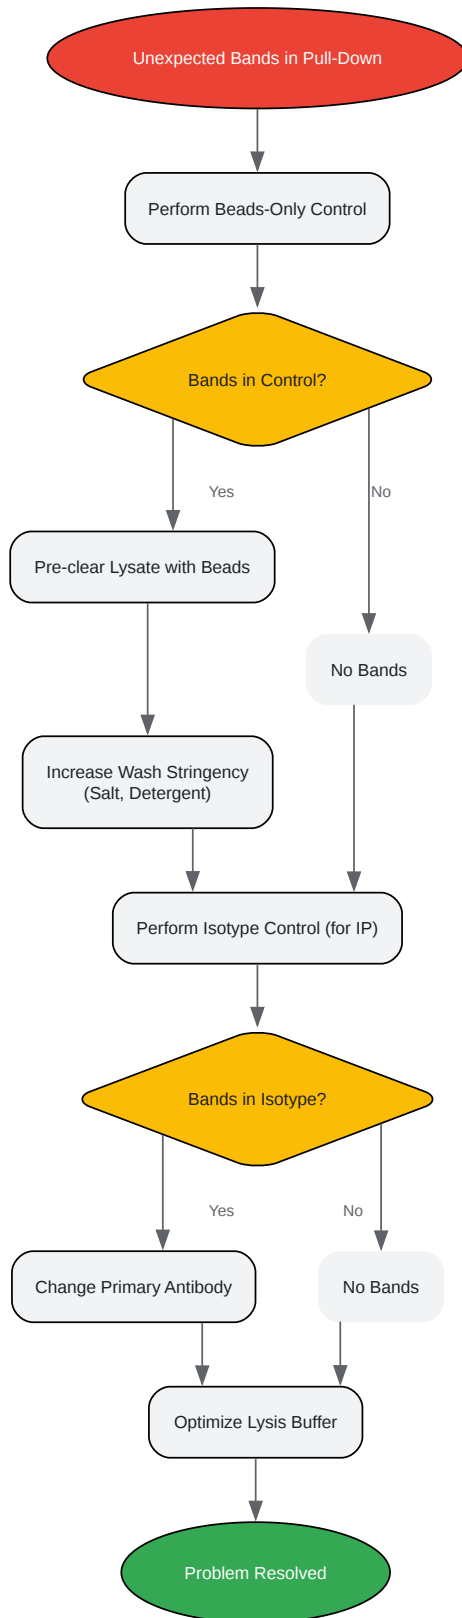 Unexpected Bands in Pull-Down
Perform Beads-Only Control
Bands in Control?
Yes
No
Pre-clear Lysate with Beads
No Bands
Increase Wash Stringency
(Salt, Detergent)
Perform Isotype Control (for IP)
Bands in Isotype?
Yes
No
Change Primary Antibody
No Bands
Optimize Lysis Buffer
Problem Resolved